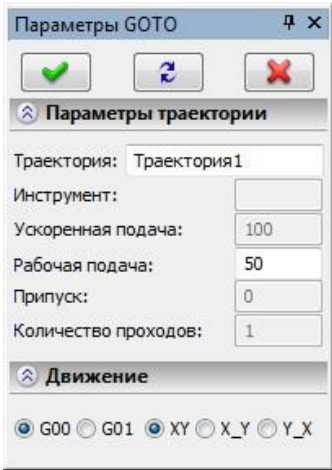 Параметры GOTO
Параметры траектории
Траектория: Траектория1
Инструмент:
Ускоренная подача: 100
Рабочая подача: 50
Припуск: 0
Количество проходов: 1
Движение
G00 G01 XY X_Y Y_X